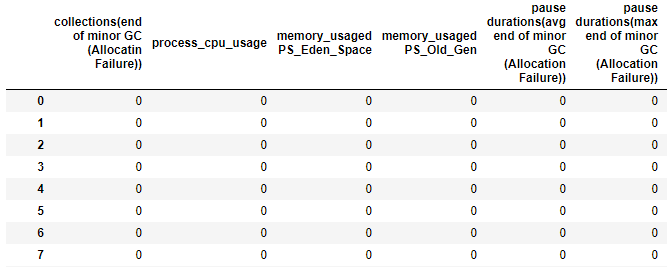 collections(end of minor GC (Allocatin Failure)) process_cpu_usage memory_usaged PS_Eden_Space memory_usaged PS_Old_Gen pause durations(avg end of minor GC (Allocation Failure)) pause durations(max end of minor GC (Allocation Failure))
0 0 0 0 0 0 0
1 0 0 0 0 0 0
2 0 0 0 0 0 0
3 0 0 0 0 0 0
4 0 0 0 0 0 0
5 0 0 0 0 0 0
6 0 0 0 0 0 0
7 0 0 0 0 0 0